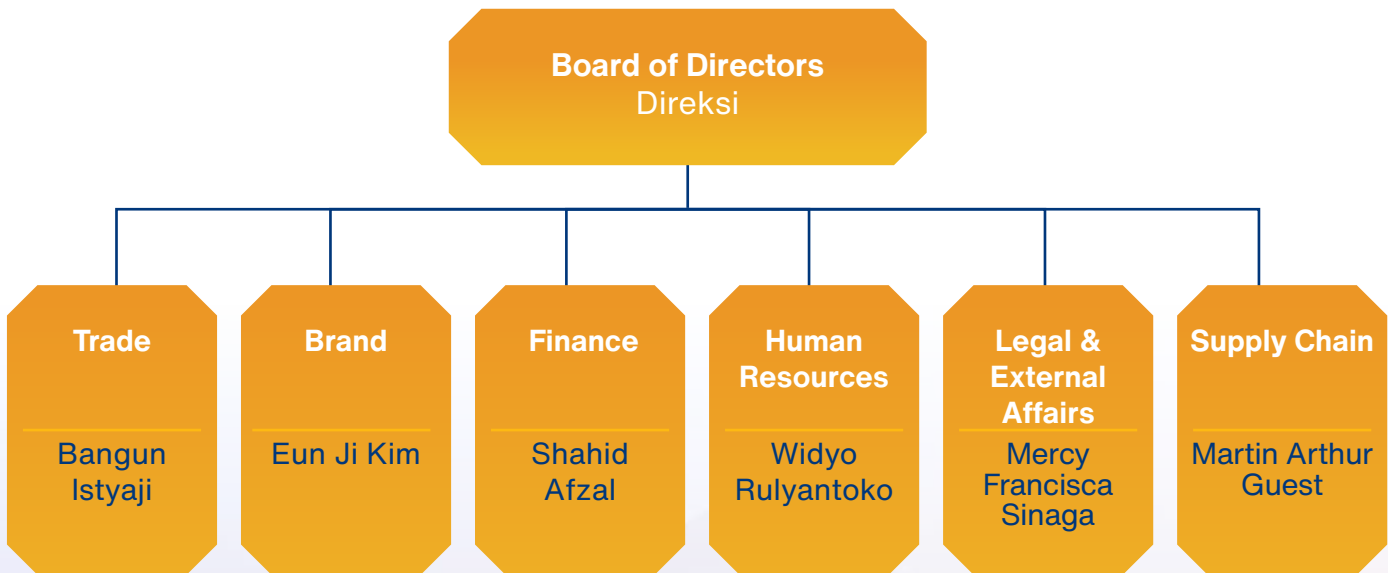 Board of Directors
Direksi
Trade
Bangun
Istyaji
Brand
Eun Ji Kim
Finance
Shahid
Afzal
Human
Resources
Widyo
Rulyantoko
Legal &
External
Affairs
Mercy
Francisca
Sinaga
Supply Chain
Martin Arthur
Guest